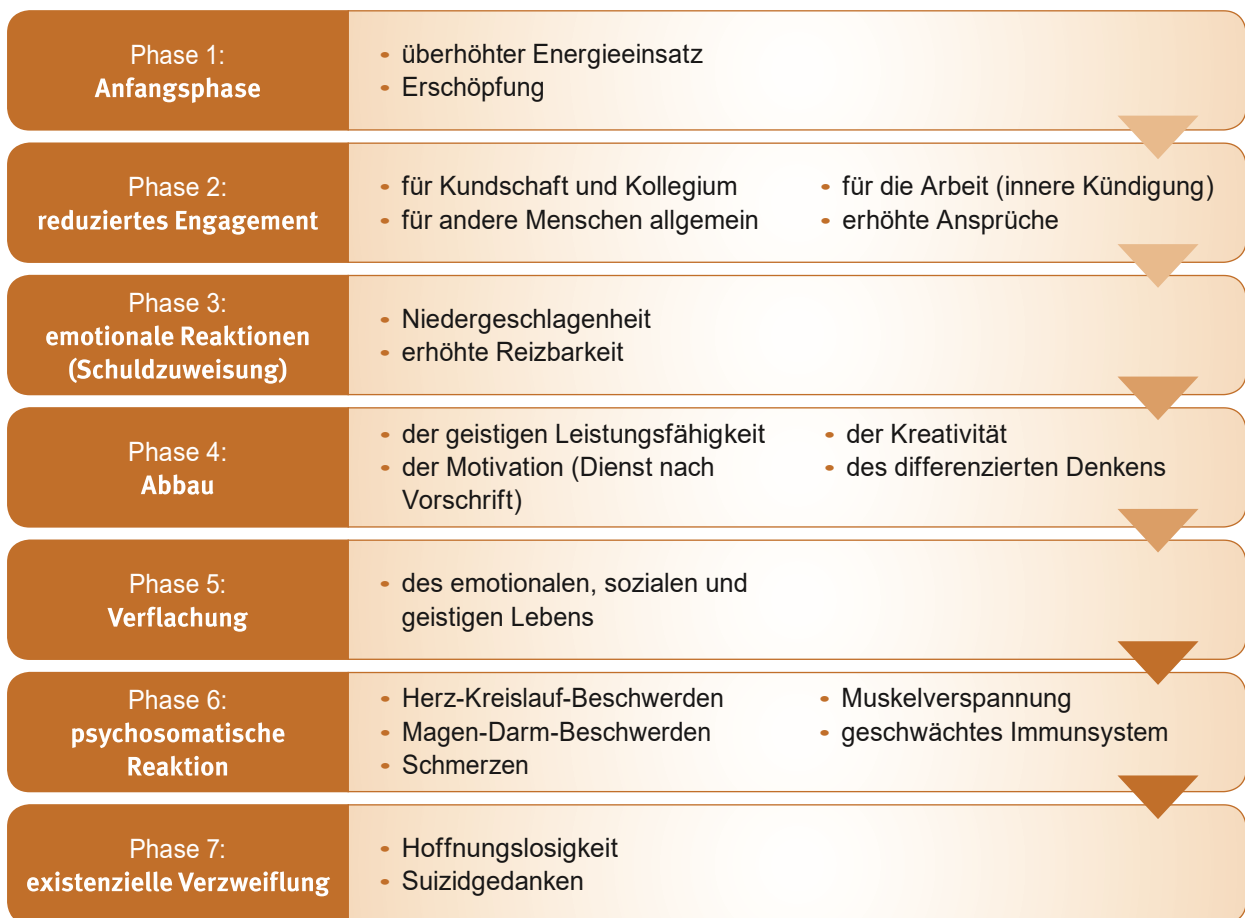 Phase 1:
Anfangsphase
• überhöhter Energieeinsatz
• Erschöpfung
Phase 2:
reduziertes Engagement
• für Kundschaft und Kollegium
• für andere Menschen allgemein
• für die Arbeit (innere Kündigung)
• erhöhte Ansprüche
Phase 3:
emotionale Reaktionen
(Schuldzuweisung)
• Niedergeschlagenheit
• erhöhte Reizbarkeit
Phase 4:
Abbau
• der geistigen Leistungsfähigkeit
• der Motivation (Dienst nach
Vorschrift)
• der Kreativität
• des differenzierten Denkens
Phase 5:
Verflachung
• des emotionalen, sozialen und
geistigen Lebens
Phase 6:
psychosomatische
Reaktion
• Herz-Kreislauf-Beschwerden
• Magen-Darm-Beschwerden
• Schmerzen
• Muskelverspannung
• geschwächtes Immunsystem
Phase 7:
existenzielle Verzweiflung
• Hoffnungslosigkeit
• Suizidgedanken